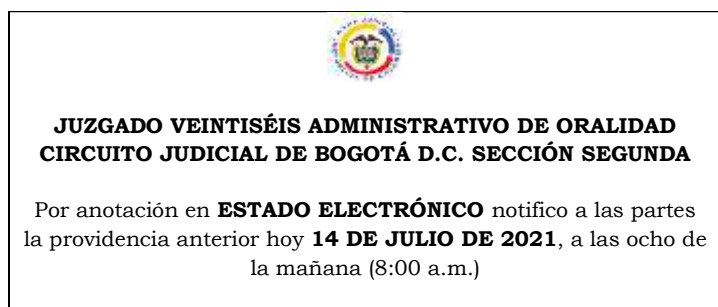 JUZGADO VEINTISÉIS ADMINISTRATIVO DE ORALIDAD
CIRCUITO JUDICIAL DE BOGOTÁ D.C. SECCIÓN SEGUNDA
Por anotación en ESTADO ELECTRÓNICO notifico a las partes
la providencia anterior hoy 14 DE JULIO DE 2021, a las ocho de
la mañana (8:00 a.m.)